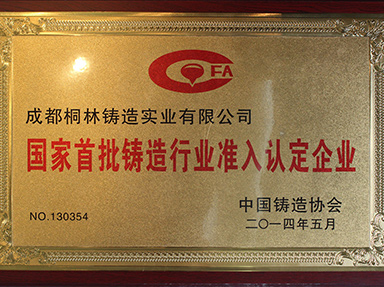 CFA
成都桐林铸造实业有限公司
国家首批铸造行业准入认定企业
中国铸造协会
NO.130354
二〇一四年五月